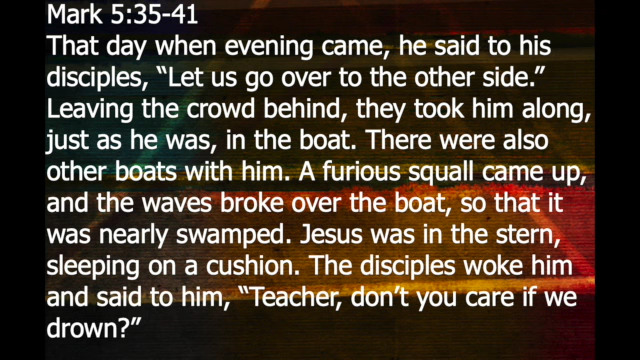 Mark 5:35-41
That day when evening came, he said to his
disciples, “Let us go over to the other side.”
Leaving the crowd behind, they took him along,
just as he was, in the boat. There were also
other boats with him. A furious squall came up,
and the waves broke over the boat, so that it
was nearly swamped. Jesus was in the stern,
sleeping on a cushion. The disciples woke him
and said to him, “Teacher, don’t you care if we
drown?”